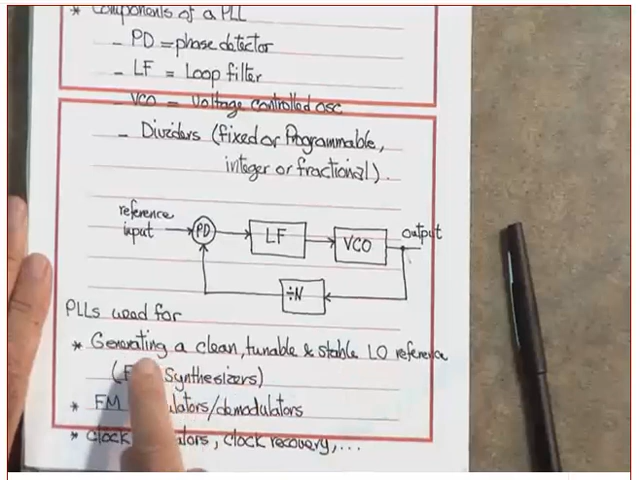 * Components of a PLL
- PD = phase detector
- LF = Loop filter
- VCO = Voltage controlled osc
- Dividers (fixed or Programmable,
integer or fractional).
reference
input
PD
LF
VCO
output
÷N
PLLs used for
* Generating a clean, tunable & stable LO reference
Synthesizers)
* FM /demodulators
* clock , clock recovery, ...